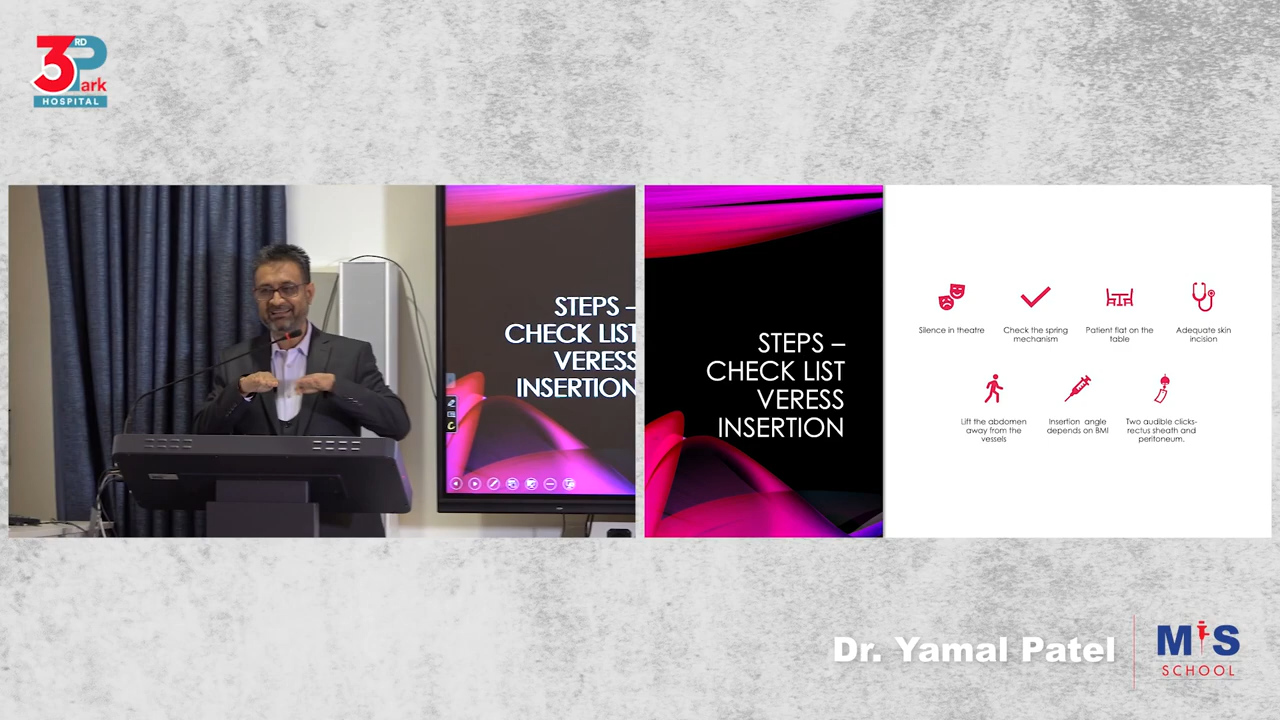 3RD Park
HOSPITAL
STEPS –
CHECK LIST
VERESS
INSERTION
STEPS –
CHECK LIST
VERESS
INSERTION
Silence in theatre
Check the spring
mechanism
Patient flat on the
table
Adequate skin
incision
Lift the abdomen
away from the
vessels
Insertion angle
depends on BMI
Two audible clicks-
rectus sheath and
peritoneum.
Dr. Yamal Patel
MIS
SCHOOL